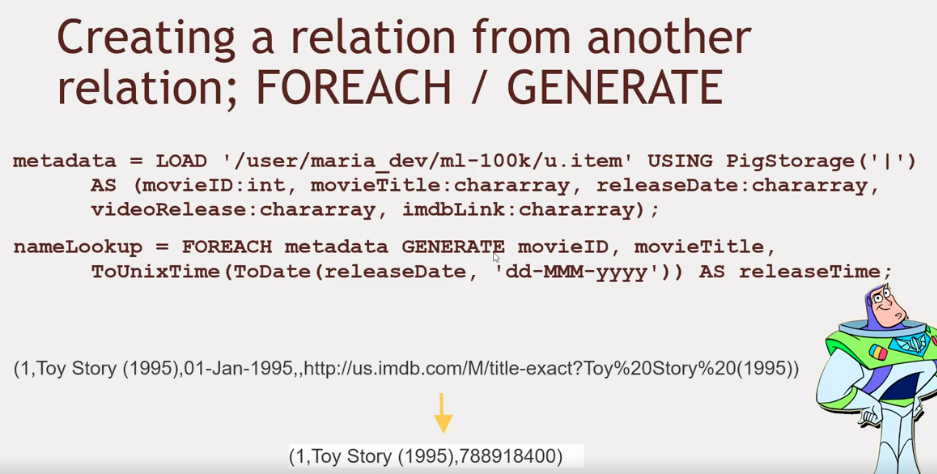 Creating a relation from another
relation; FOREACH / GENERATE
metadata = LOAD '/user/maria_dev/ml-100k/u.item' USING PigStorage('|')
AS (movieID:int, movieTitle:chararray, releaseDate:chararray,
videoRelease:chararray, imdbLink:chararray);
nameLookup = FOREACH metadata GENERATE movieID, movieTitle,
ToUnixTime(ToDate(releaseDate, 'dd-MMM-yyyy')) AS releaseTime;
(1,Toy Story (1995),01-Jan-1995,,http://us.imdb.com/M/title-exact?Toy%20Story%20(1995))
(1,Toy Story (1995),788918400)